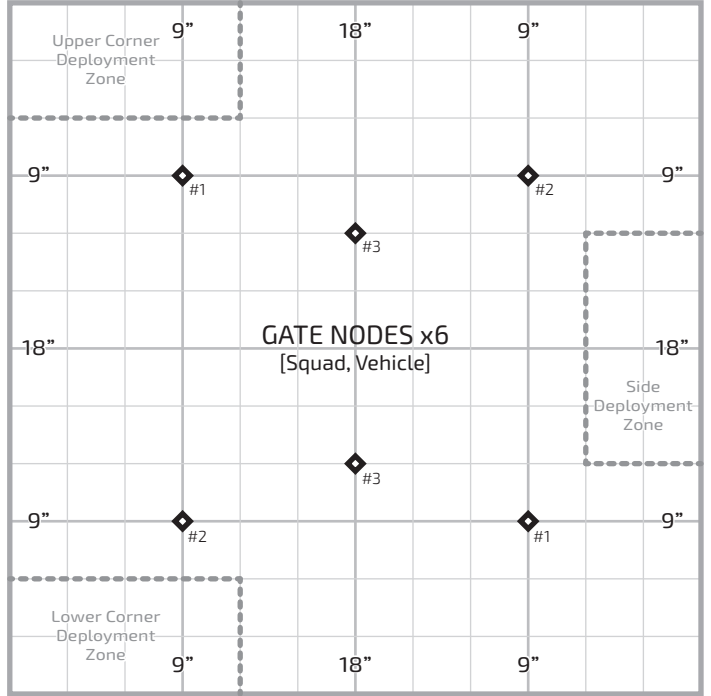 9” 18” 9”
Upper Corner
Deployment
Zone
9” 9”
#1 #2
#3
GATE NODES x6
18” 18”
[Squad, Vehicle]
Side
Deployment
Zone
#3
9” 9”
#2 #1
Lower Corner
Deployment
Zone
9” 18” 9”